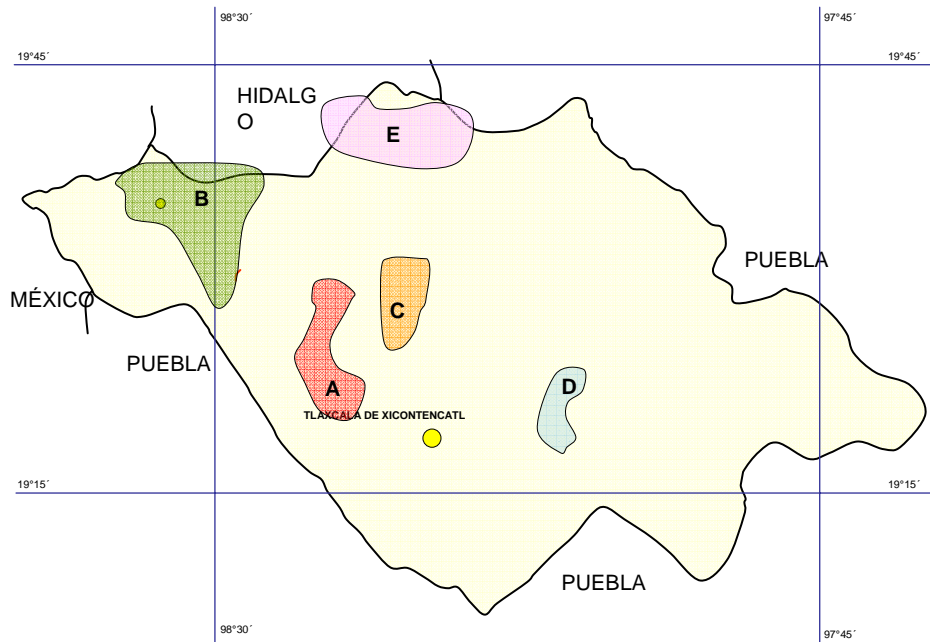 98°30´
97°45´
19°45´
19°45´
HIDALG
O
E
B
PUEBLA
MÉXICO
C
PUEBLA
A
D
TLAXCALA DE XICONTENCATL
19°15´
19°15´
PUEBLA
98°30´
97°45´